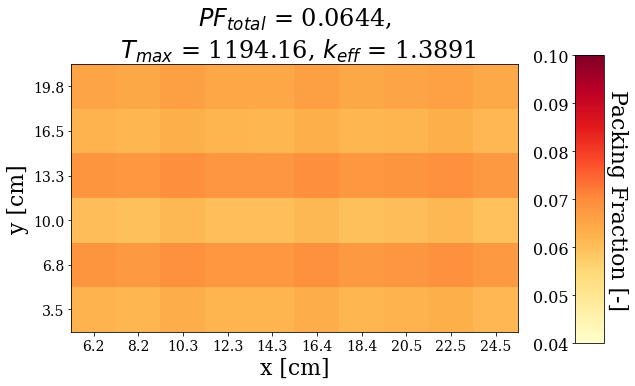 PF_total = 0.0644,
T_max = 1194.16, k_eff = 1.3891
19.8
16.5
13.3
10.0
6.8
3.5
y [cm]
6.2 8.2 10.3 12.3 14.3 16.4 18.4 20.5 22.5 24.5
x [cm]
0.10
0.09
0.08
0.07
0.06
0.05
0.04
Packing Fraction [-]